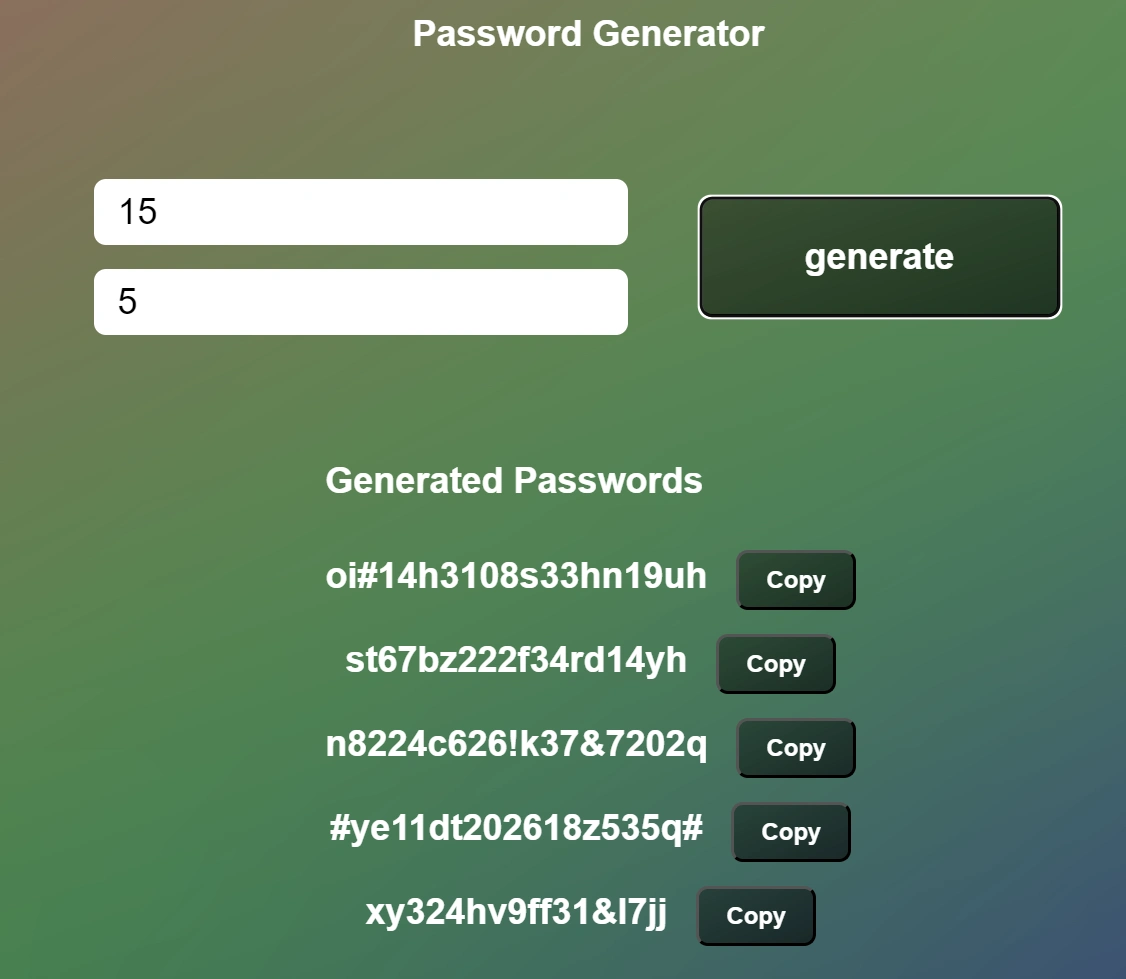 Password Generator
15
generate
5
Generated Passwords
oi#14h3108s33hn19uh Copy
st67bz222f34rd14yh Copy
n8224c626!k37&7202q Copy
#ye11dt202618z535q# Copy
xy324hv9ff31&l7jj Copy